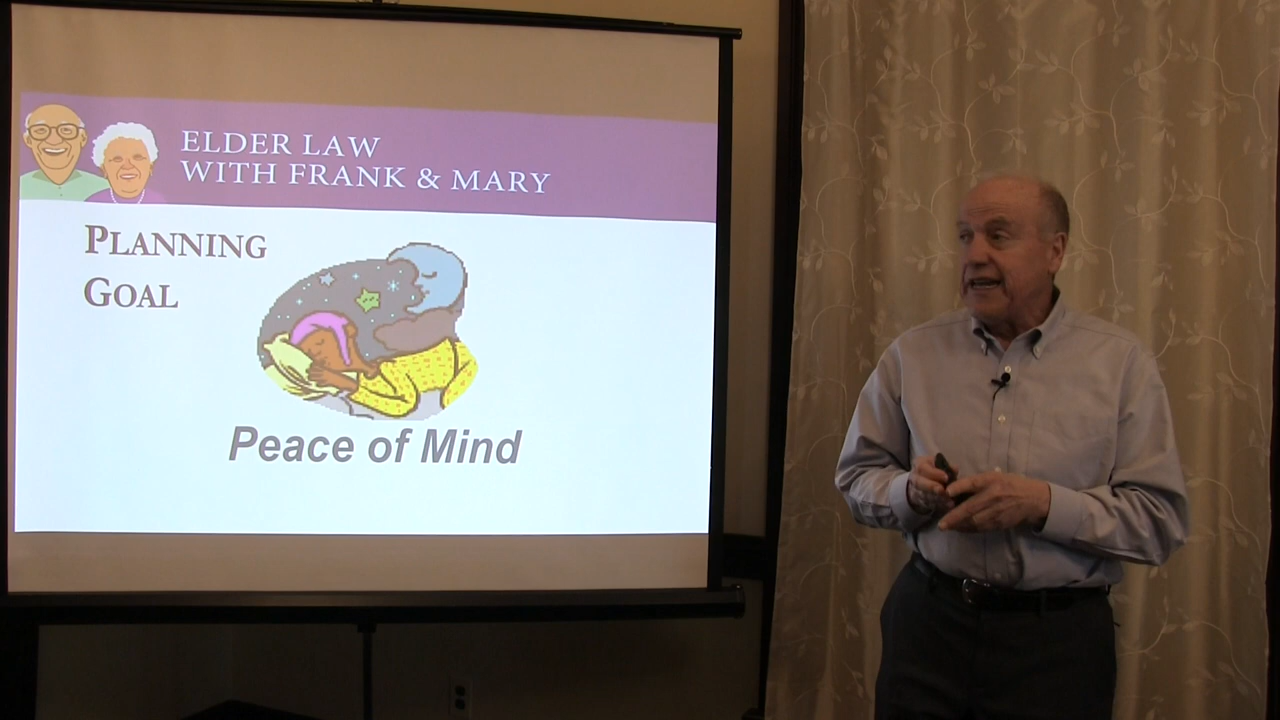 ELDER LAW
WITH FRANK & MARY
PLANNING
GOAL
Peace of Mind